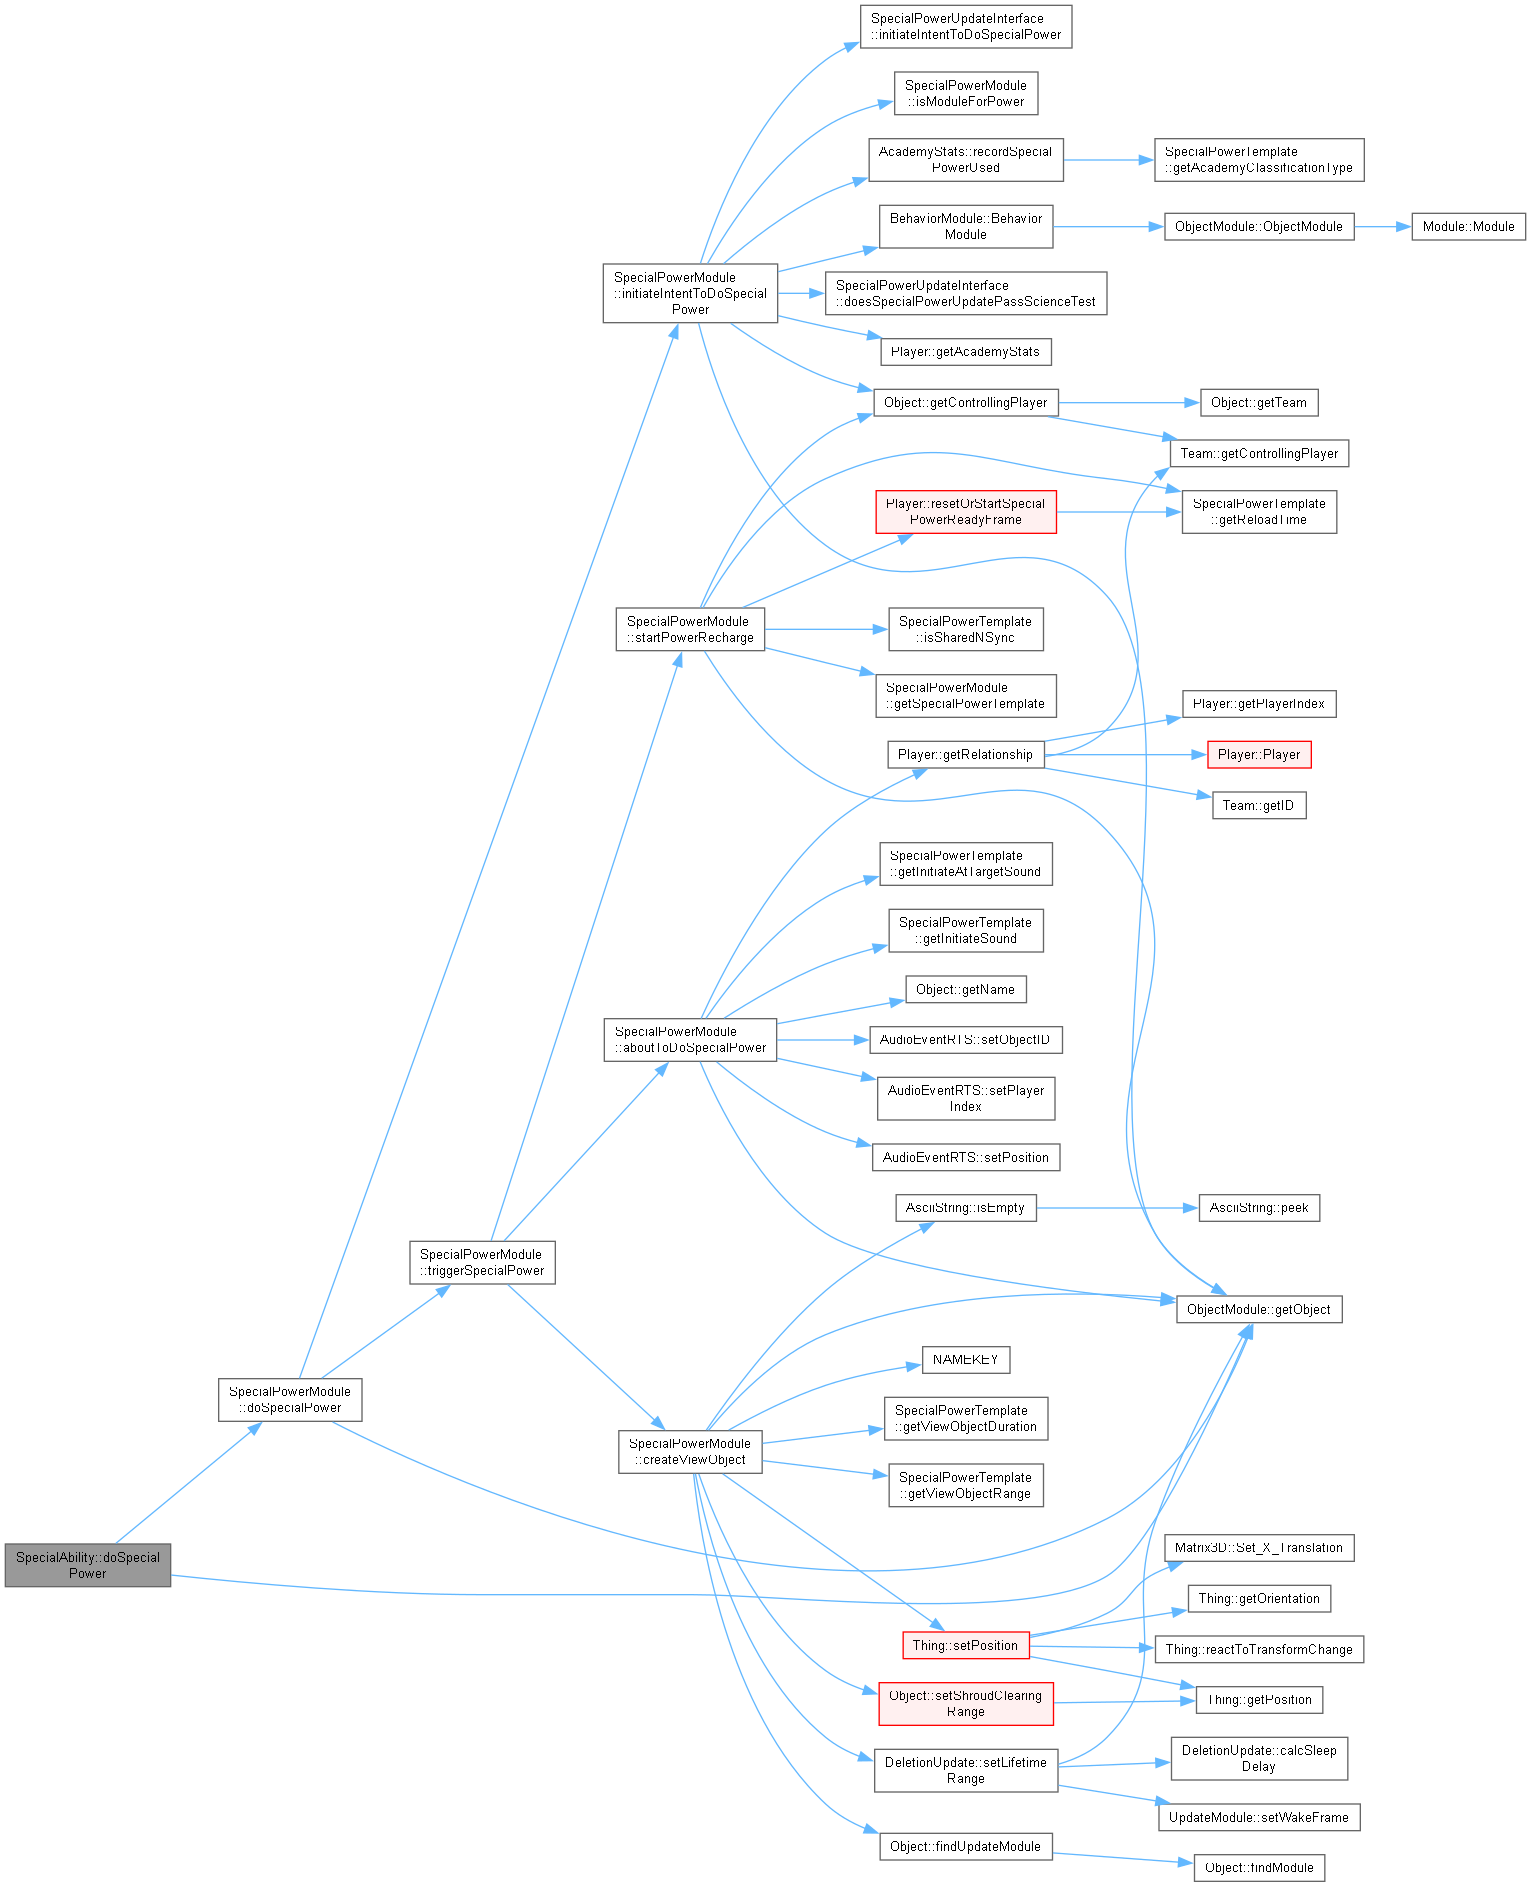 SpecialPowerUpdateInterface
::initiateIntentToDoSpecialPower
SpecialPowerModule
::isModuleForPower
AcademyStats::recordSpecial
PowerUsed
SpecialPowerTemplate
::getAcademyClassificationType
BehaviorModule::Behavior
Module
ObjectModule::ObjectModule
Module::Module
SpecialPowerModule
::initiateIntentToDoSpecial
Power
SpecialPowerUpdateInterface
::doesSpecialPowerUpdatePassScienceTest
Player::getAcademyStats
Object::getControllingPlayer
Object::getTeam
Team::getControllingPlayer
Player::resetOrStartSpecial
PowerReadyFrame
SpecialPowerTemplate
::getReloadTime
SpecialPowerModule
::startPowerRecharge
SpecialPowerTemplate
::isSharedNSync
SpecialPowerModule
::getSpecialPowerTemplate
Player::getPlayerIndex
Player::getRelationship
Player::Player
Team::getID
SpecialPowerTemplate
::getInitiateAtTargetSound
SpecialPowerTemplate
::getInitiateSound
Object::getName
SpecialPowerModule
::aboutToDoSpecialPower
AudioEventRTS::setObjectID
AudioEventRTS::setPlayer
Index
AudioEventRTS::setPosition
AsciiString::isEmpty
AsciiString::peek
SpecialPowerModule
::triggerSpecialPower
ObjectModule::getObject
NAMEKEY
SpecialPowerModule
::doSpecialPower
SpecialPowerTemplate
::getViewObjectDuration
SpecialPowerModule
::createViewObject
SpecialPowerTemplate
::getViewObjectRange
SpecialAbility::doSpecial
Power
Matrix3D::Set_X_Translation
Thing::getOrientation
Thing::setPosition
Thing::reactToTransformChange
Object::setShroudClearing
Range
Thing::getPosition
DeletionUpdate::setLifetime
Range
DeletionUpdate::calcSleep
Delay
UpdateModule::setWakeFrame
Object::findUpdateModule
Object::findModule